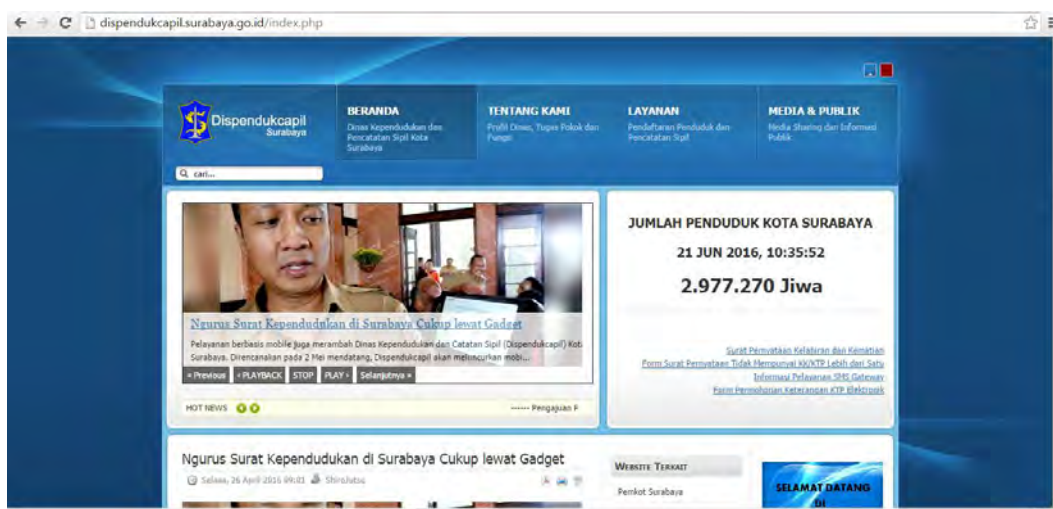 dispendukcapil.surabaya.go.id/index.php
Dispendukcapil
Surabaya
BERANDA
Dinas Kependudukan dan
Pencatatan Sipil Kota
Surabaya
TENTANG KAMI
Profil Dinas, Tugas Pokok dan
Fungsi
LAYANAN
Pendaftaran Penduduk dan
Pencatatan Sipil
MEDIA & PUBLIK
Media Sharing dan Informasi
Publik
cari...
Ngurus Surat Kependudukan di Surabaya Cukup lewat Gadget
Pelayanan berbasis mobile juga merambah Dinas Kependudukan dan Catatan Sipil (Dispendukcapil) Kota
Surabaya. Direncanakan pada 2 Mei mendatang, Dispendukcapil akan meluncurkan mobi...
« Previous ‹ PLAYBACK STOP PLAY › Selanjutnya »
HOT NEWS ------ Pengajuan P
JUMLAH PENDUDUK KOTA SURABAYA
21 JUN 2016, 10:35:52
2.977.270 Jiwa
Surat Pernyataan Kelahiran dan Kematian
Form Surat Pernyataan Tidak Mempunyai KK/KTP Lebih dari Satu
Informasi Pelayanan SMS Gateway
Form Permohonan Keterangan KTP Elektronik
Ngurus Surat Kependudukan di Surabaya Cukup lewat Gadget
Selasa, 26 April 2016 09:01
WEBSITE TERKAIT
Pemkot Surabaya
SELAMAT DATANG
DI